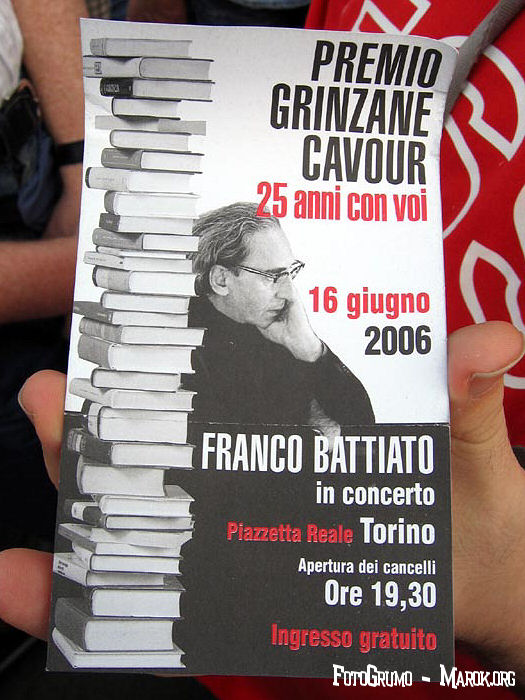 PREMIO
GRINZANE
CAVOUR
25 anni con voi
16 giugno
2006
FRANCO BATTIATO
in concerto
Piazzetta Reale Torino
Apertura dei cancelli
Ore 19,30
Ingresso gratuito
FotoGrumo - Marok.org